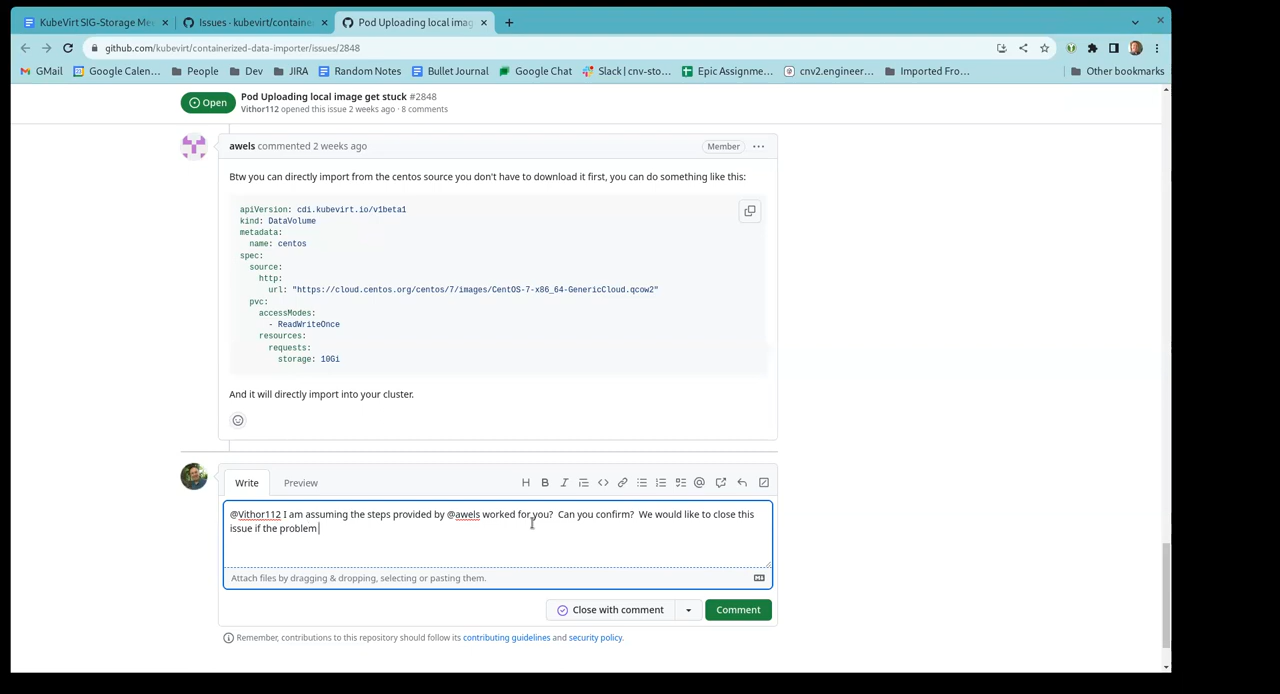 KubeVirt SIG-Storage Me
Issues - kubevirt/containe
Pod Uploading local imag
github.com/kubevirt/containerized-data-importer/issues/2848
GMail
Google Calen...
People
Dev
JIRA
Random Notes
Bullet Journal
Google Chat
Slack | cnv-sto...
Epic Assignme...
cnv2.engineer...
Imported Fro...
Other bookmarks
Open
Pod Uploading local image get stuck #2848
Vithor112 opened this issue 2 weeks ago · 8 comments
awels commented 2 weeks ago
Member
Btw you can directly import from the centos source you don't have to download it first, you can do something like this:
apiVersion: cdi.kubevirt.io/v1beta1
kind: DataVolume
metadata:
  name: centos
spec:
  source:
    http:
      url: "https://cloud.centos.org/centos/7/images/CentOS-7-x86_64-GenericCloud.qcow2"
  pvc:
    accessModes:
      - ReadWriteOnce
    resources:
      requests:
        storage: 10Gi
And it will directly import into your cluster.
Write
Preview
@Vithor112 I am assuming the steps provided by @awels worked for you?  Can you confirm?  We would like to close this
issue if the problem
Attach files by dragging & dropping, selecting or pasting them.
Close with comment
Comment
Remember, contributions to this repository should follow its contributing guidelines and security policy.